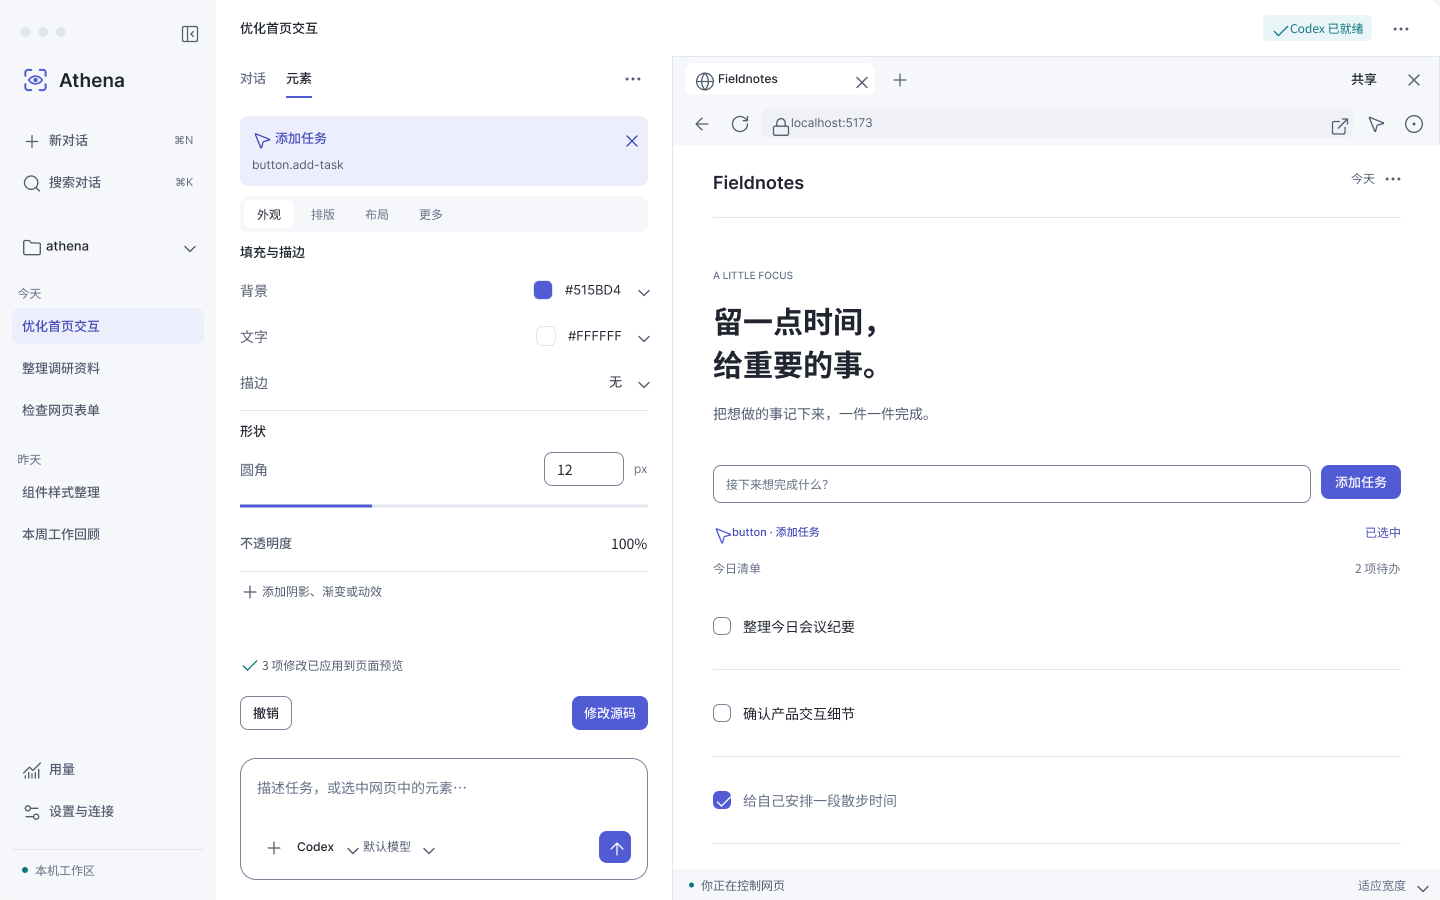 Athena
新对话 ⌘N
搜索对话 ⌘K
athena
今天
优化首页交互
整理调研资料
检查网页表单
昨天
组件样式整理
本周工作回顾
用量
设置与连接
本机工作区
优化首页交互
Codex 已就绪
对话 元素
添加任务
button.add-task
外观 排版 布局 更多
填充与描边
背景 #515BD4
文字 #FFFFFF
描边 无
形状
圆角 12 px
不透明度 100%
添加阴影、渐变或动效
3 项修改已应用到页面预览
撤销 修改源码
描述任务，或选中网页中的元素…
Codex 默认模型
Fieldnotes
共享
localhost:5173
Fieldnotes
今天
A LITTLE FOCUS
留一点时间，
给重要的事。
把想做的事记下来，一件一件完成。
接下来想完成什么？ 添加任务
button · 添加任务 已选中
今日清单 2 项待办
整理今日会议纪要
确认产品交互细节
给自己安排一段散步时间
你正在控制网页 适应宽度